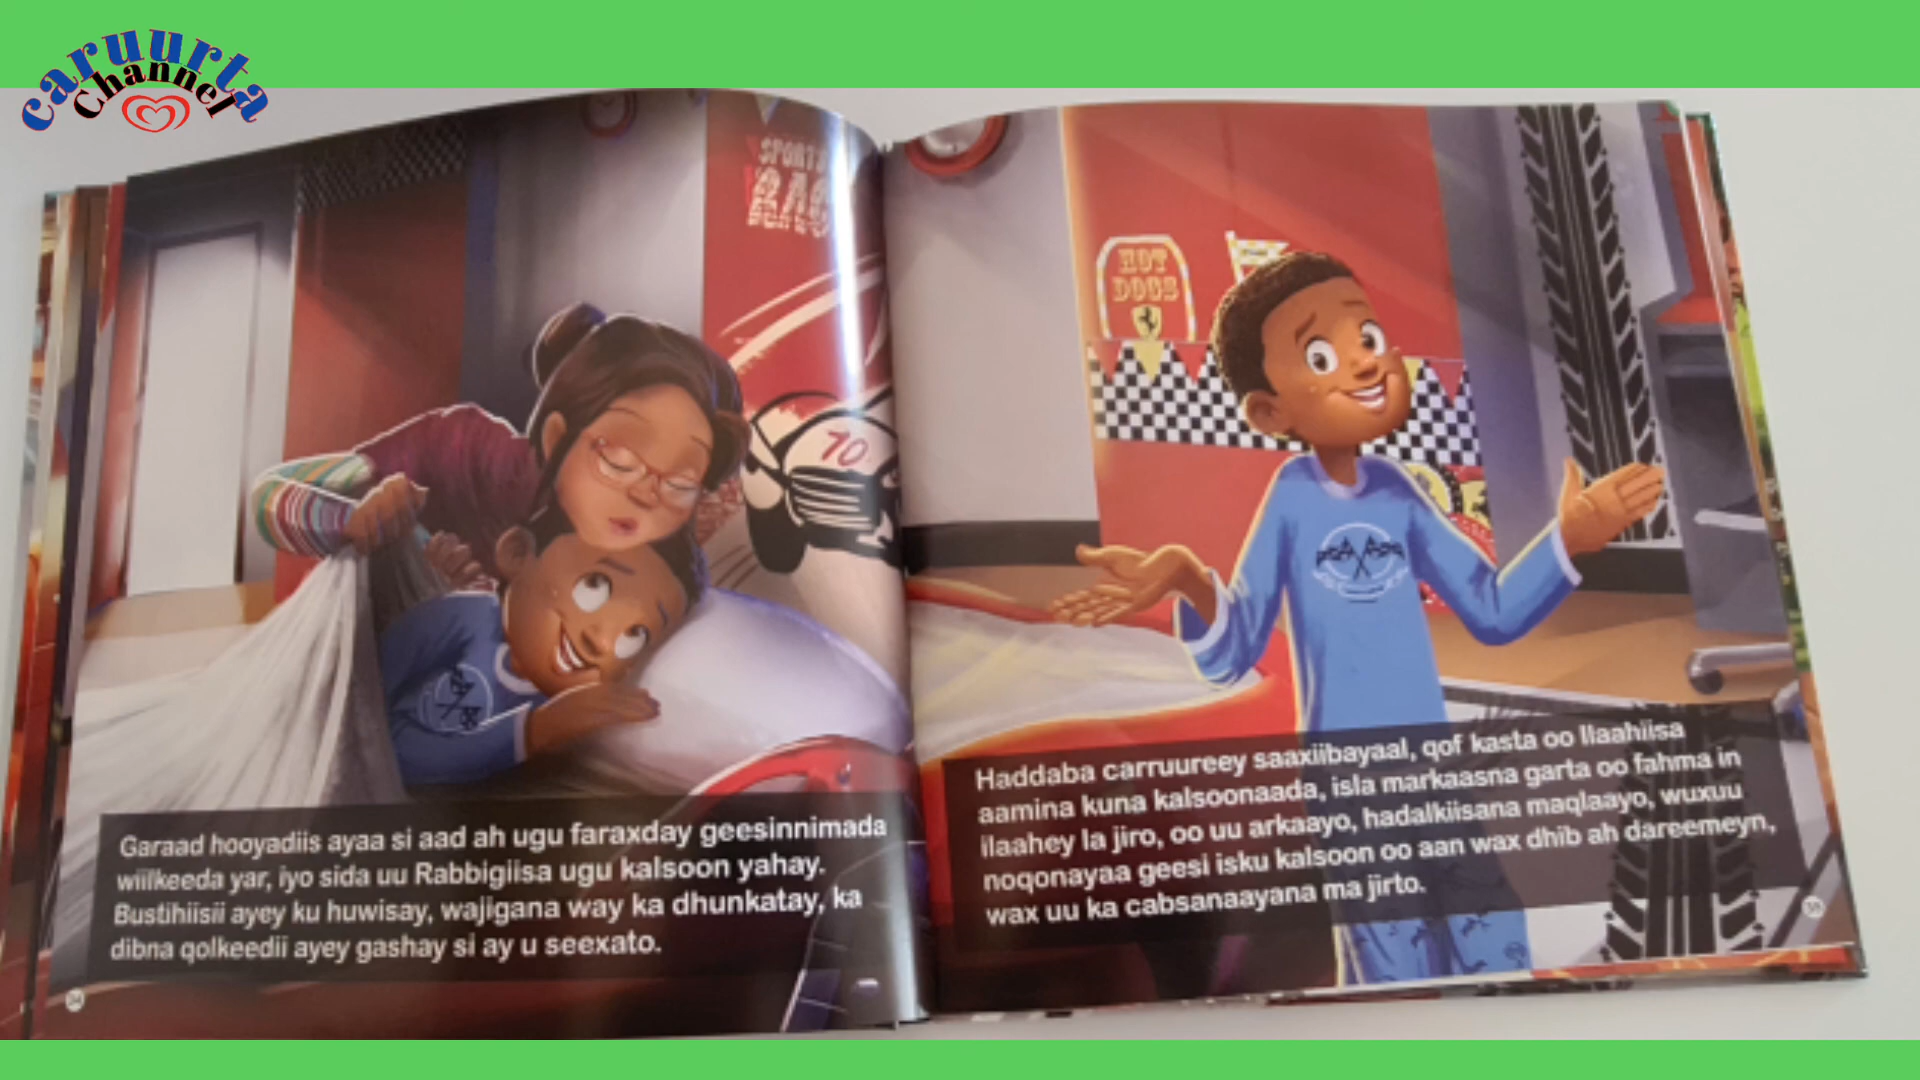 caruurta
Channel
SPORTS
HOT
DOGS
10
Garaad hooyadiis ayaa si aad ah ugu faraxday geesinnimada
wiilkeeda yar, iyo sida uu Rabbigiisa ugu kalsoon yahay.
Bustihiisii ayey ku huwisay, wajigana way ka dhunkatay, ka
dibna qolkeedii ayey gashay si ay u seexato.
34
Haddaba carruureey saaxiibayaal, qof kasta oo Ilaahiisa
aamina kuna kalsoonaada, isla markaasna garta oo fahma in
ilaahey la jiro, oo uu arkaayo, hadalkiisana maqlaayo, wuxuu
noqonayaa geesi isku kalsoon oo aan wax dhib ah dareemeyn,
wax uu ka cabsanaayana ma jirto.